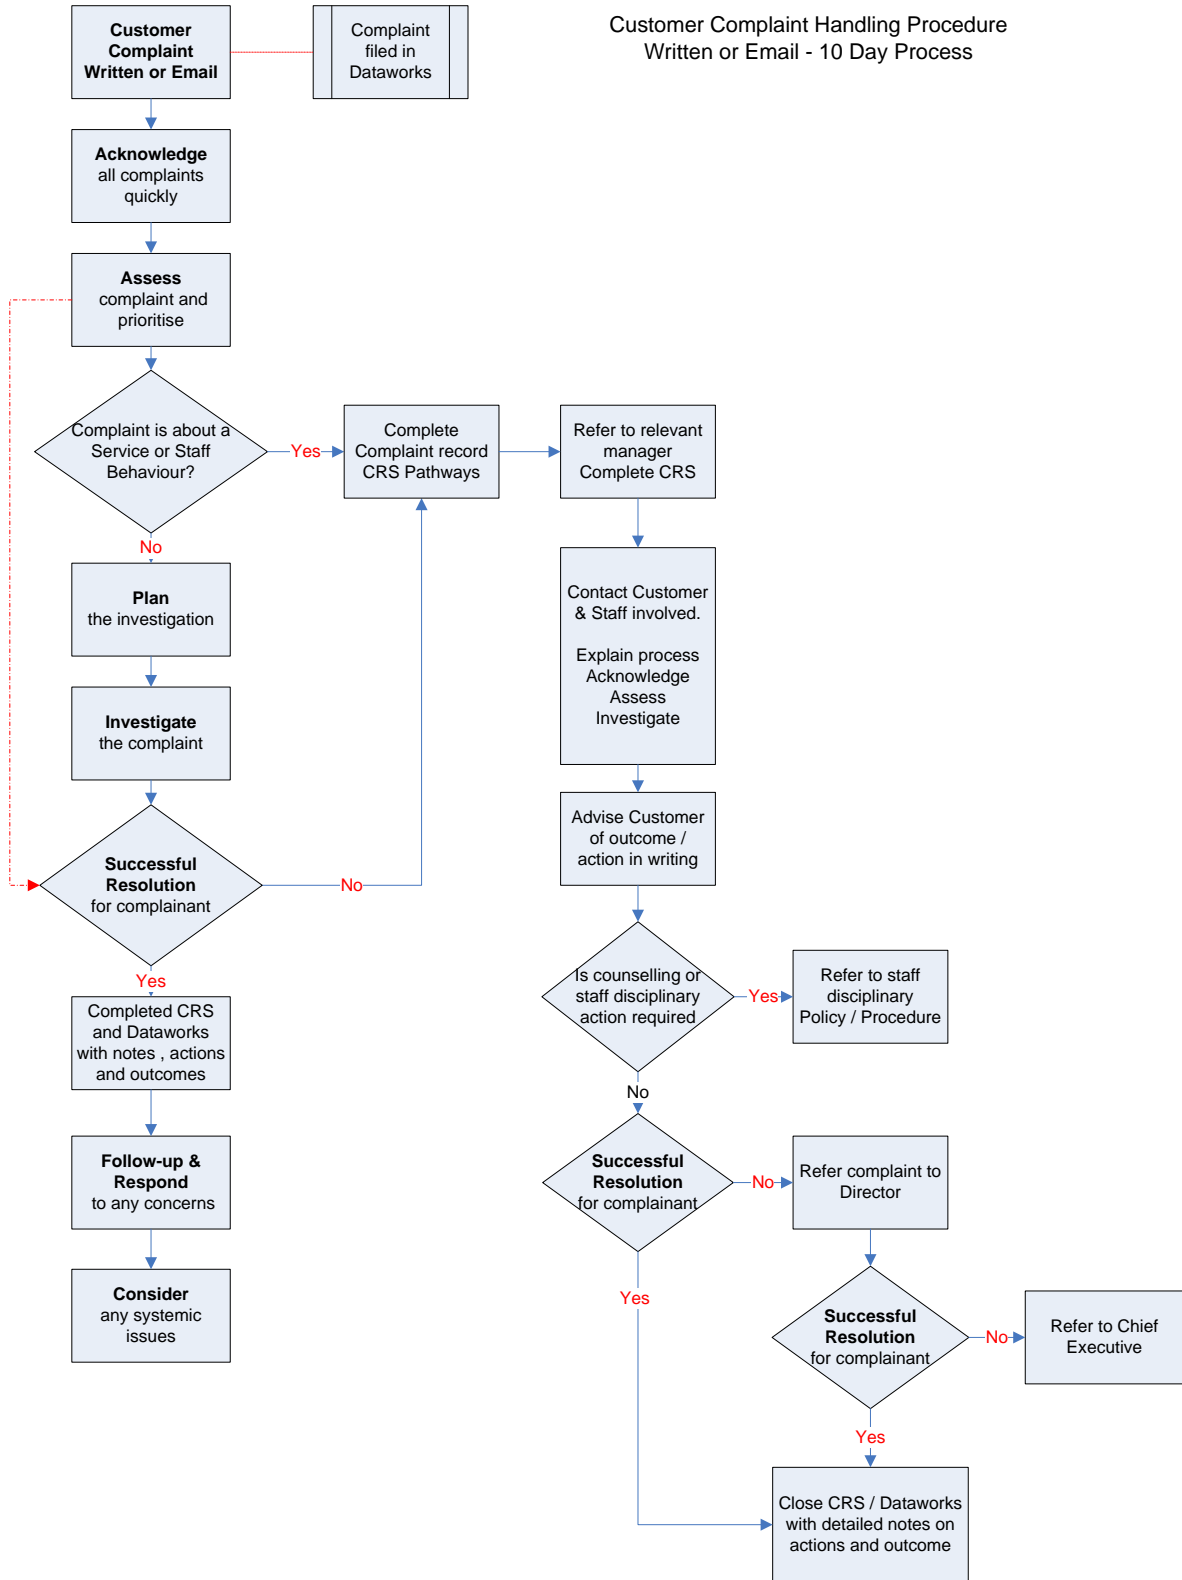 Customer Complaint Handling Procedure
Written or Email - 10 Day Process
Customer
Complaint
Written or Email
Complaint
filed in
Dataworks
Acknowledge
all complaints
quickly
Assess
complaint and
prioritise
Complaint is about a
Service or Staff
Behaviour?
Yes
Complete
Complaint record
CRS Pathways
Refer to relevant
manager
Complete CRS
No
Plan
the investigation
Contact Customer
& Staff involved.
Explain process
Acknowledge
Assess
Investigate
Investigate
the complaint
Advise Customer
of outcome /
action in writing
Successful
Resolution
for complainant
No
Yes
Completed CRS
and Dataworks
with notes , actions
and outcomes
Is counselling or
staff disciplinary
action required
Yes
Refer to staff
disciplinary
Policy / Procedure
No
Follow-up &
Respond
to any concerns
Successful
Resolution
for complainant
No
Refer complaint to
Director
Consider
any systemic
issues
Yes
Successful
Resolution
for complainant
No
Refer to Chief
Executive
Yes
Close CRS / Dataworks
with detailed notes on
actions and outcome